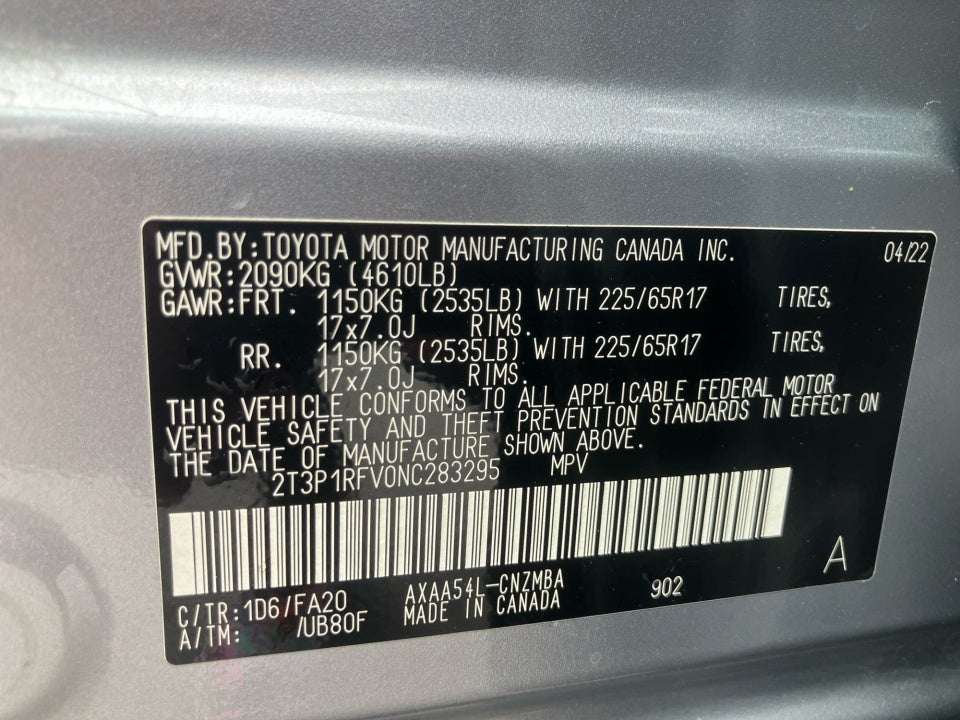 MFD.BY:TOYOTA MOTOR MANUFACTURING CANADA INC. 04/22
GVWR:2090KG (4610LB)
GAWR:FRT. 1150KG (2535LB) WITH 225/65R17 TIRES,
17x7.0J RIMS.
RR. 1150KG (2535LB) WITH 225/65R17 TIRES,
17x7.0J RIMS.
THIS VEHICLE CONFORMS TO ALL APPLICABLE FEDERAL MOTOR
VEHICLE SAFETY AND THEFT PREVENTION STANDARDS IN EFFECT ON
THE DATE OF MANUFACTURE SHOWN ABOVE.
2T3P1RFV0NC283295 MPV
A
C/TR:1D6/FA20 AXAA54L-CNZMBA 902
A/TM: /UB80F MADE IN CANADA